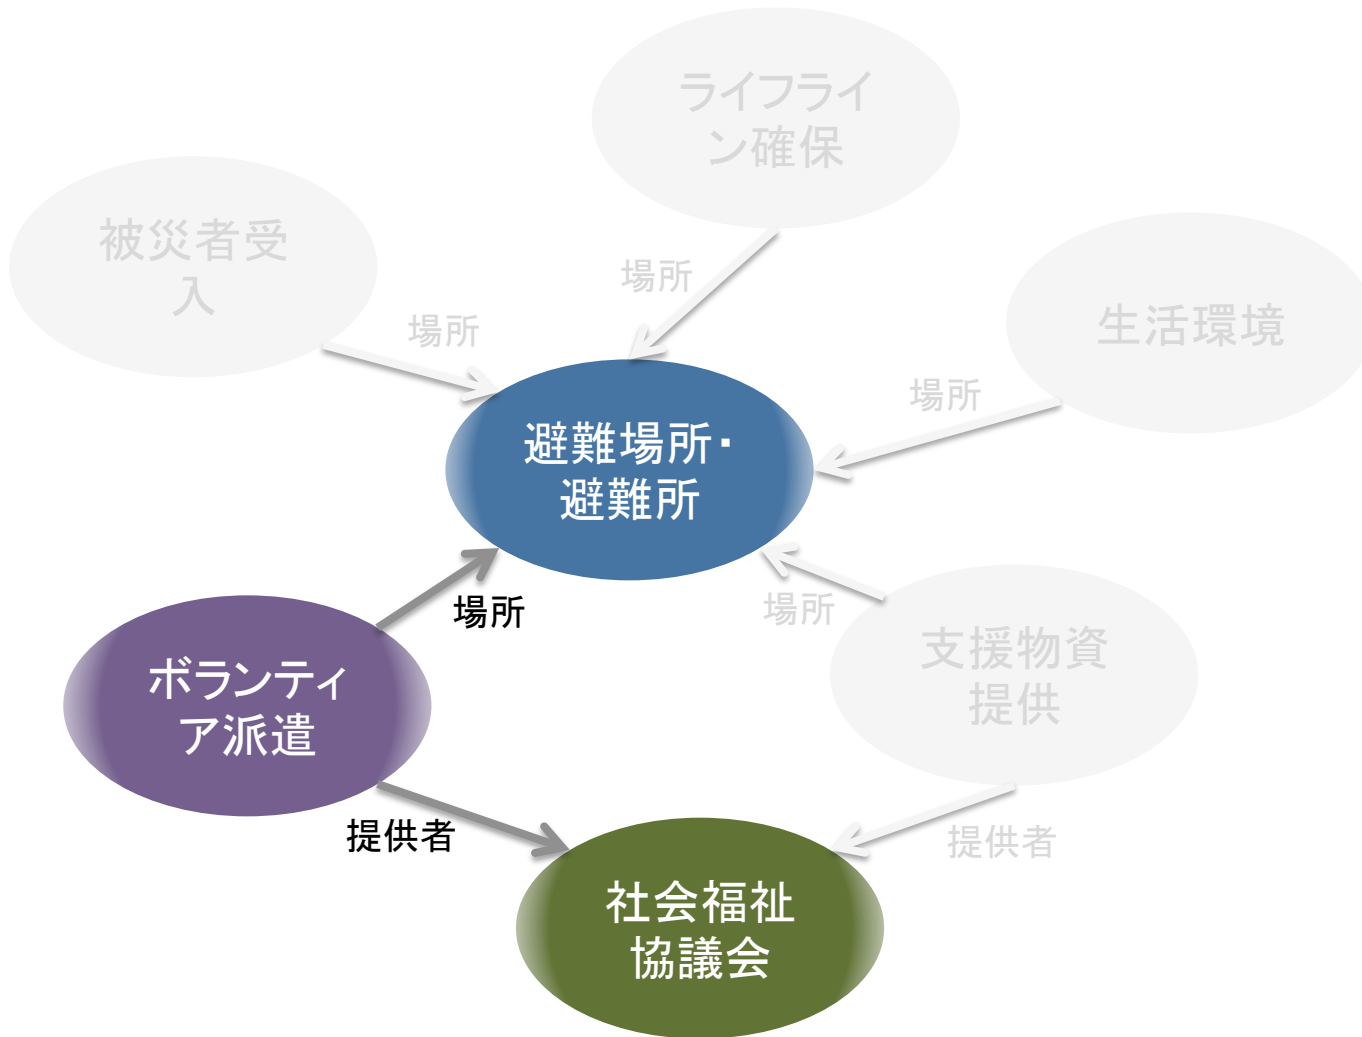 ライフライ
ン確保
被災者受
入
場所
場所
生活環境
場所
避難場所・
避難所
場所
場所
支援物資
提供
ボランティ
ア派遣
提供者
提供者
社会福祉
協議会